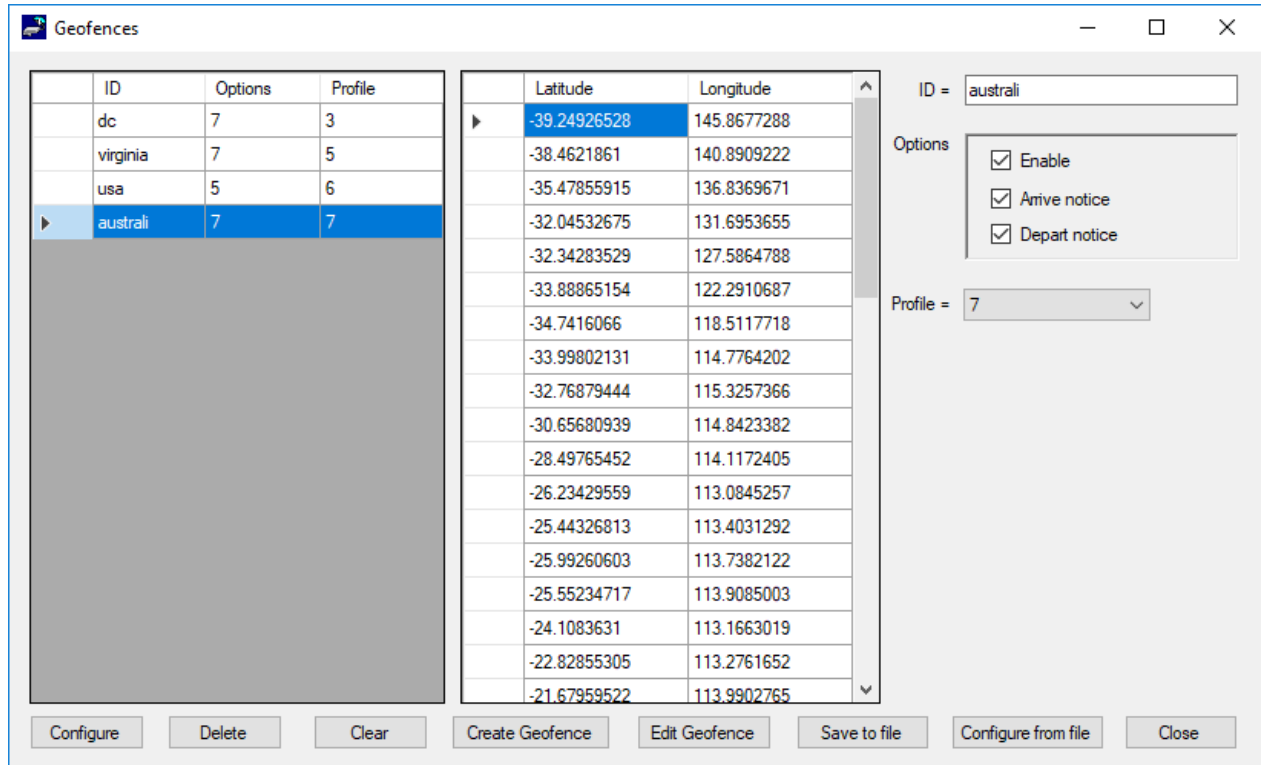 Geofences
ID Options Profile
dc 7 3
virginia 7 5
usa 5 6
australi 7 7
Latitude Longitude
-39.24926528 145.8677288
-38.4621861 140.8909222
-35.47855915 136.8369671
-32.04532675 131.6953655
-32.34283529 127.5864788
-33.88865154 122.2910687
-34.7416066 118.5117718
-33.99802131 114.7764202
-32.76879444 115.3257366
-30.65680939 114.8423382
-28.49765452 114.1172405
-26.23429559 113.0845257
-25.44326813 113.4031292
-25.99260603 113.7382122
-25.55234717 113.9085003
-24.1083631 113.1663019
-22.82855305 113.2761652
-21.67959522 113.9902765
ID = australi
Options
Enable
Arrive notice
Depart notice
Profile = 7
Configure Delete Clear Create Geofence Edit Geofence Save to file Configure from file Close